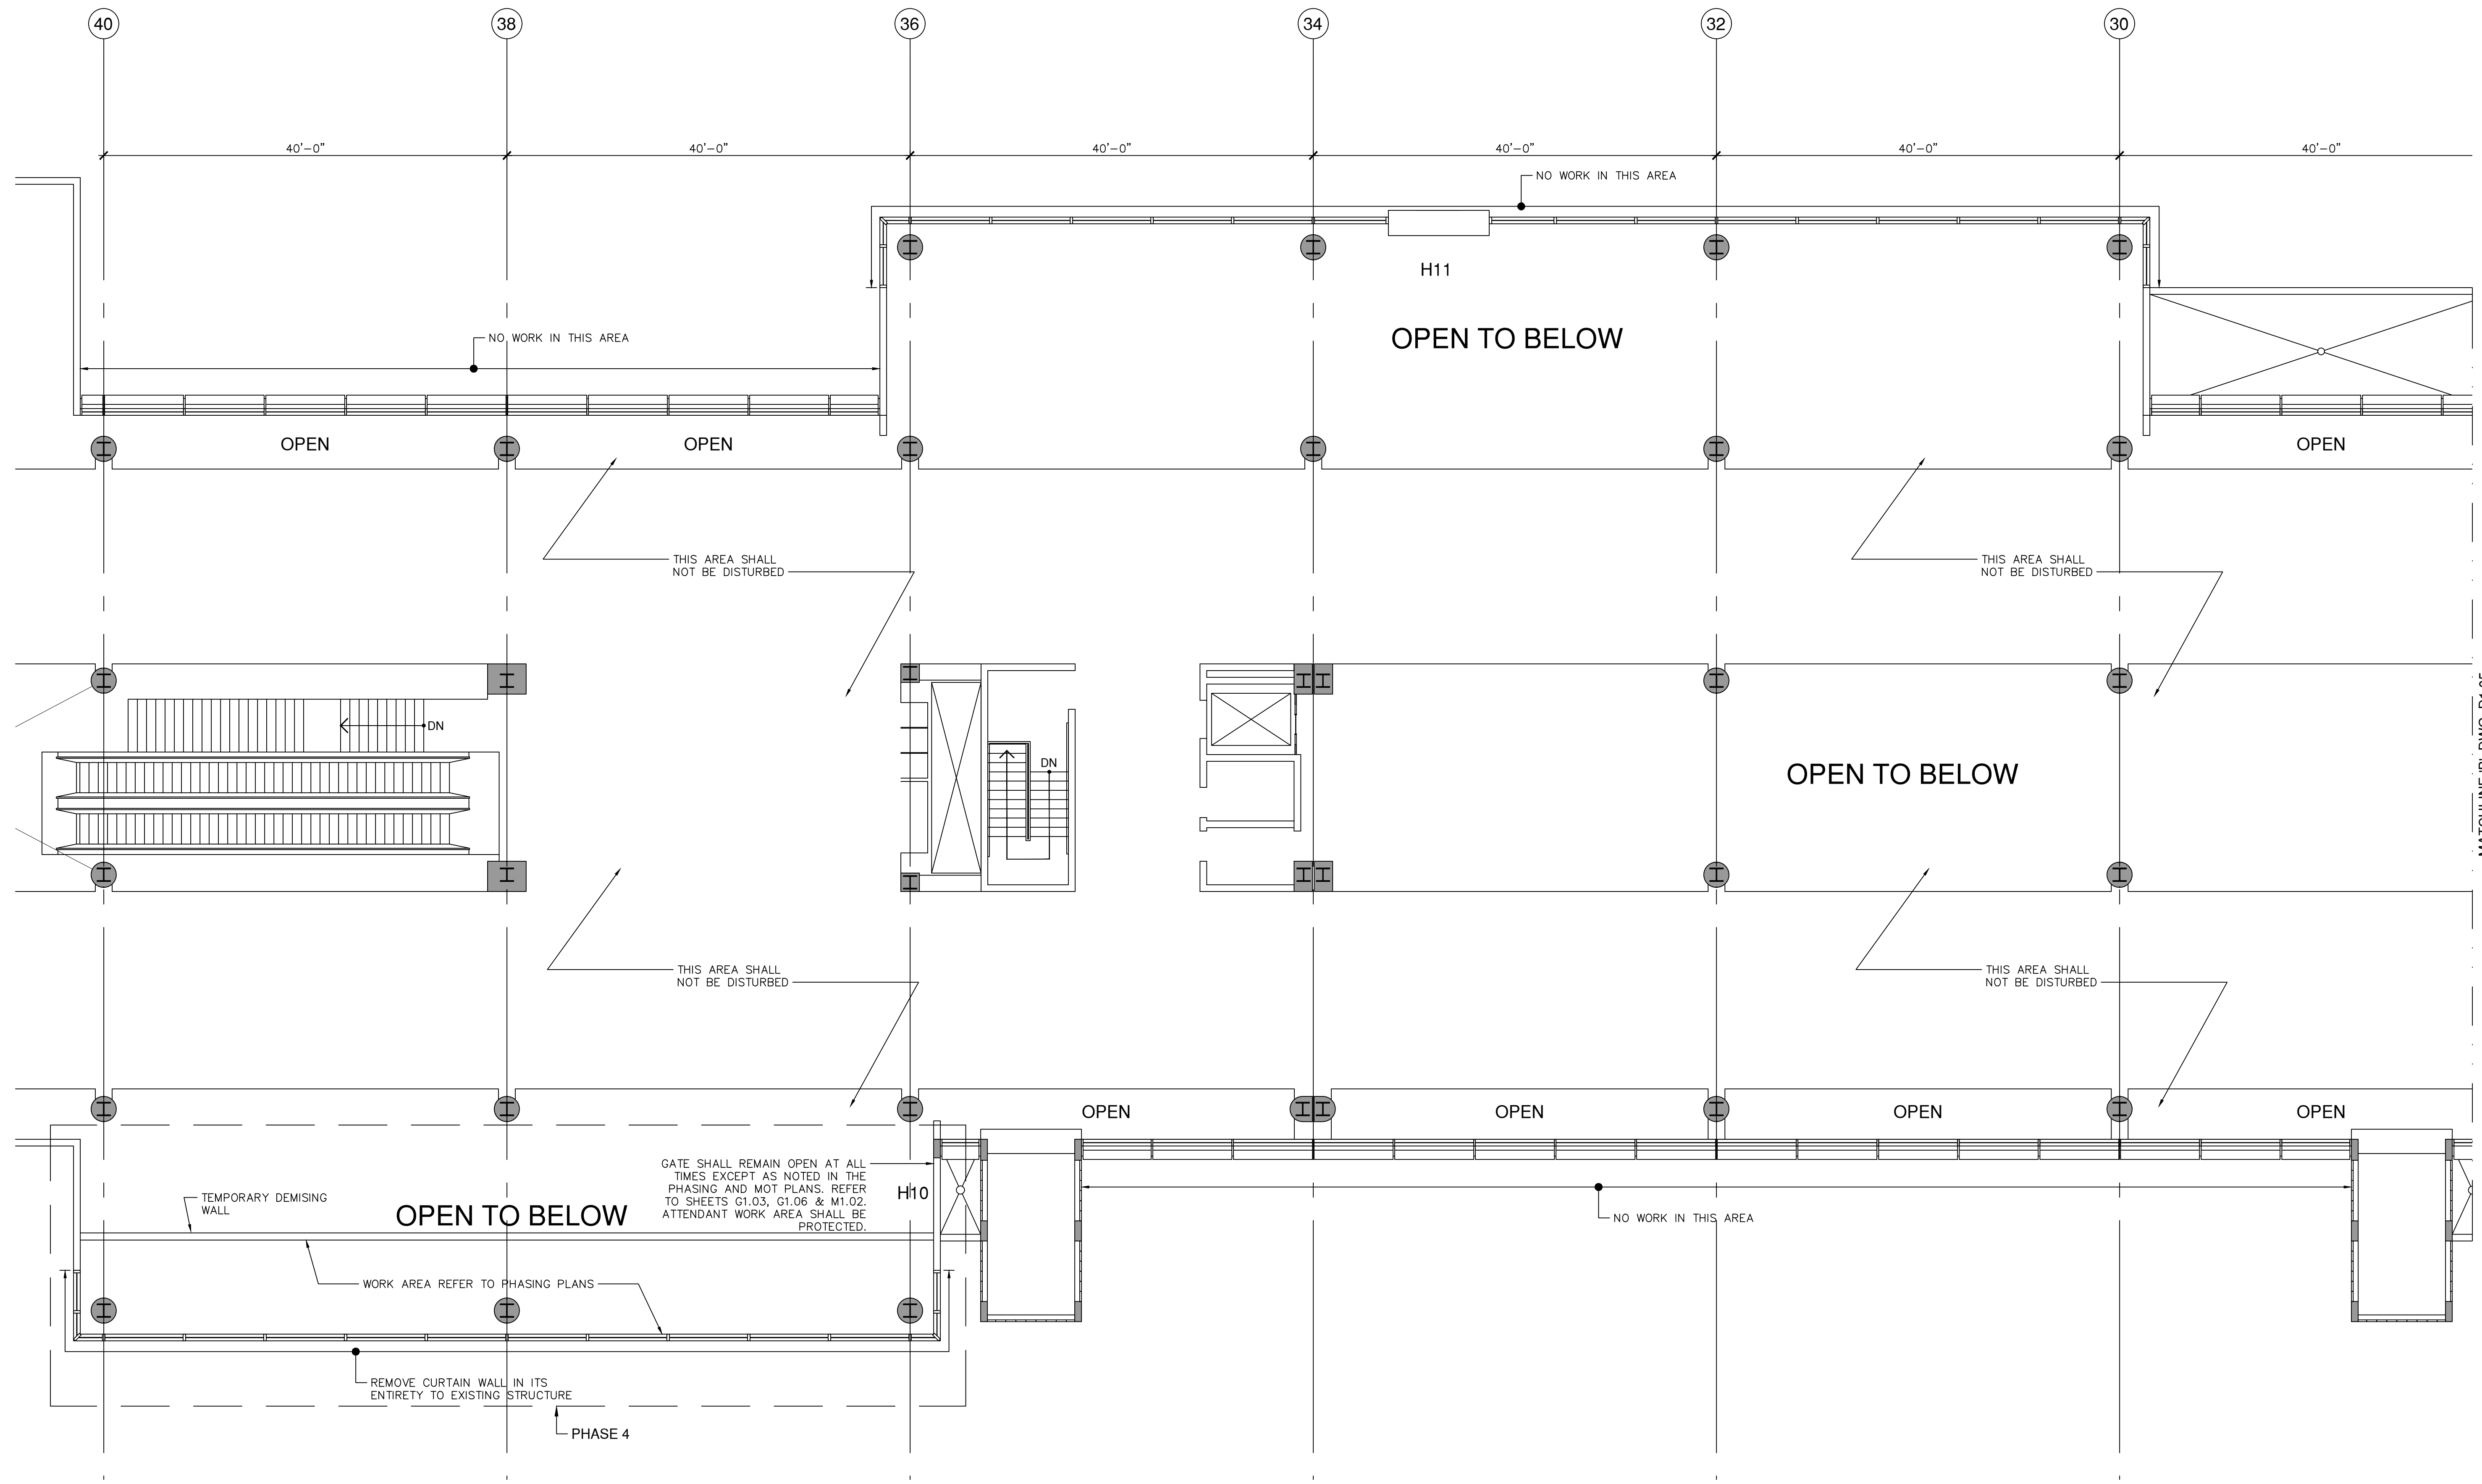 40
38
36
34
32
30
40'-0"
40'-0"
40'-0"
40'-0"
40'-0"
40'-0"
NO WORK IN THIS AREA
H11
OPEN TO BELOW
NO WORK IN THIS AREA
OPEN
OPEN
OPEN
THIS AREA SHALL
NOT BE DISTURBED
THIS AREA SHALL
NOT BE DISTURBED
DN
DN
OPEN TO BELOW
THIS AREA SHALL
NOT BE DISTURBED
THIS AREA SHALL
NOT BE DISTURBED
OPEN
OPEN
OPEN
OPEN
GATE SHALL REMAIN OPEN AT ALL
TIMES EXCEPT AS NOTED IN THE
PHASING AND MOT PLANS. REFER
TO SHEETS G1.03, G1.06 & M1.02.
ATTENDANT WORK AREA SHALL BE
PROTECTED.
H10
TEMPORARY DEMISING
WALL
OPEN TO BELOW
NO WORK IN THIS AREA
WORK AREA REFER TO PHASING PLANS
REMOVE CURTAIN WALL IN ITS
ENTIRETY TO EXISTING STRUCTURE
PHASE 4